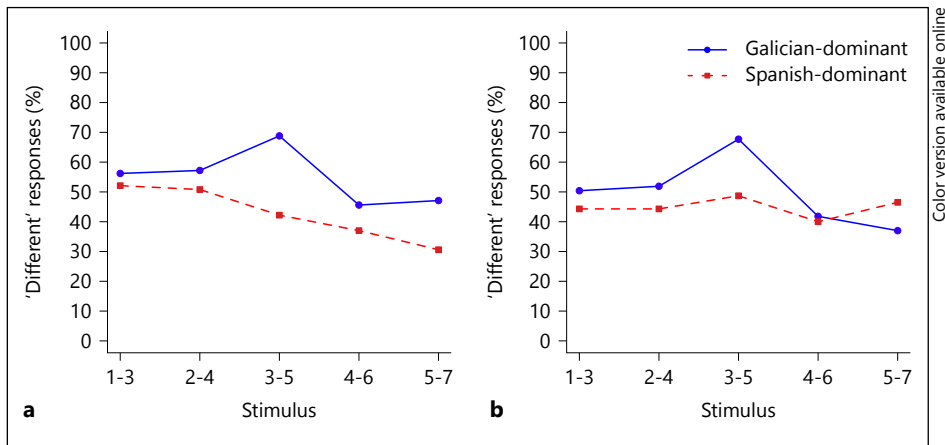 100
90
80
70
60
50
40
30
20
10
0
'Different' responses (%)
1-3 2-4 3-5 4-6 5-7
Stimulus
a
100
90
80
70
60
50
40
30
20
10
0
'Different' responses (%)
Galician-dominant
Spanish-dominant
1-3 2-4 3-5 4-6 5-7
Stimulus
b
Color version available online